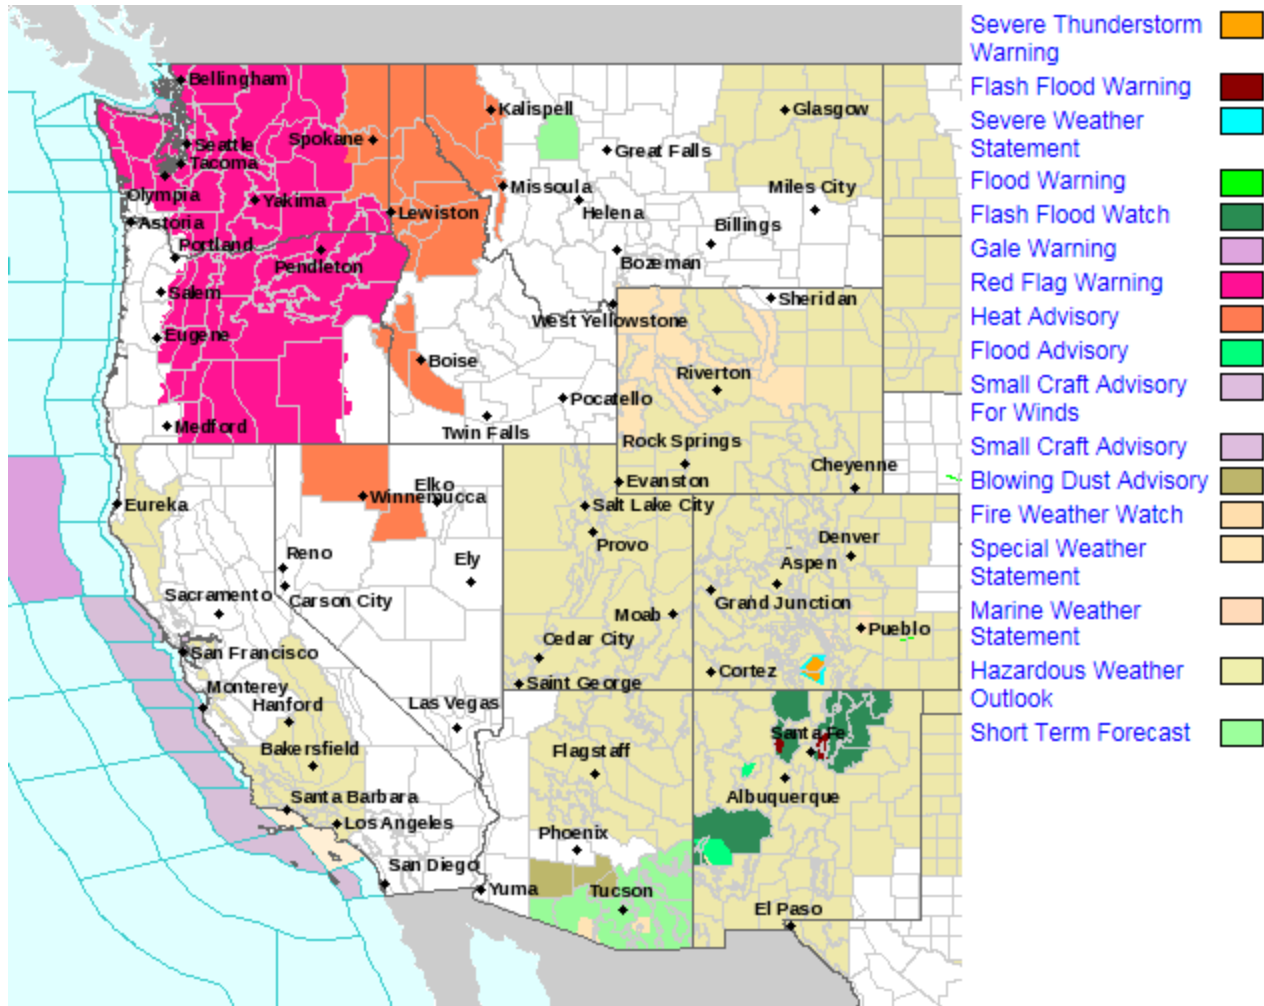 Bellingham
Kalispell
Glasgow
Spokane
Seattle
Great Falls
Tacoma
Missoula
Miles City
Olympia
Yakima
Lewiston
Helena
Astoria
Billings
Portland
Pendleton
Bozeman
Salem
Sheridan
West Yellowstone
Eugene
Boise
Riverton
Pocatello
Medford
Twin Falls
Rock Springs
Cheyenne
Evanston
Elko
Winnemucca
Eureka
Salt Lake City
Denver
Provo
Reno
Ely
Aspen
Sacramento
Carson City
Grand Junction
Moab
Pueblo
Cedar City
San Francisco
Cortez
Saint George
Monterey
Hanford
Las Vegas
Santa Fe
Bakersfield
Flagstaff
Albuquerque
Santa Barbara
Los Angeles
Phoenix
San Diego
Yuma
Tucson
El Paso
Severe Thunderstorm
Warning
Flash Flood Warning
Severe Weather
Statement
Flood Warning
Flash Flood Watch
Gale Warning
Red Flag Warning
Heat Advisory
Flood Advisory
Small Craft Advisory
For Winds
Small Craft Advisory
Blowing Dust Advisory
Fire Weather Watch
Special Weather
Statement
Marine Weather
Statement
Hazardous Weather
Outlook
Short Term Forecast